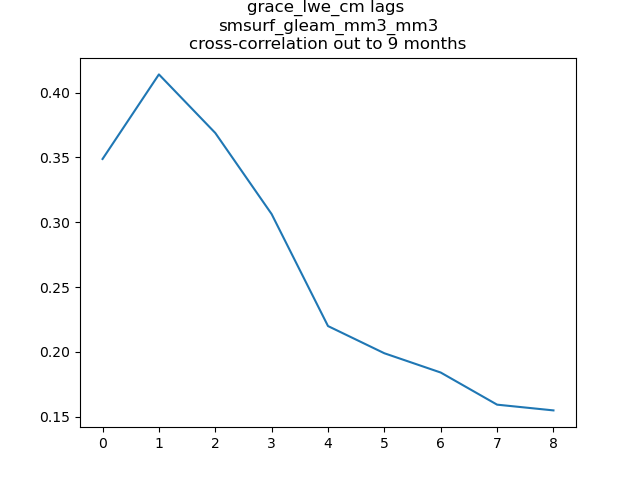 grace_lwe_cm lags
smsurf_gleam_mm3_mm3
cross-correlation out to 9 months
0.40
0.35
0.30
0.25
0.20
0.15
0 1 2 3 4 5 6 7 8